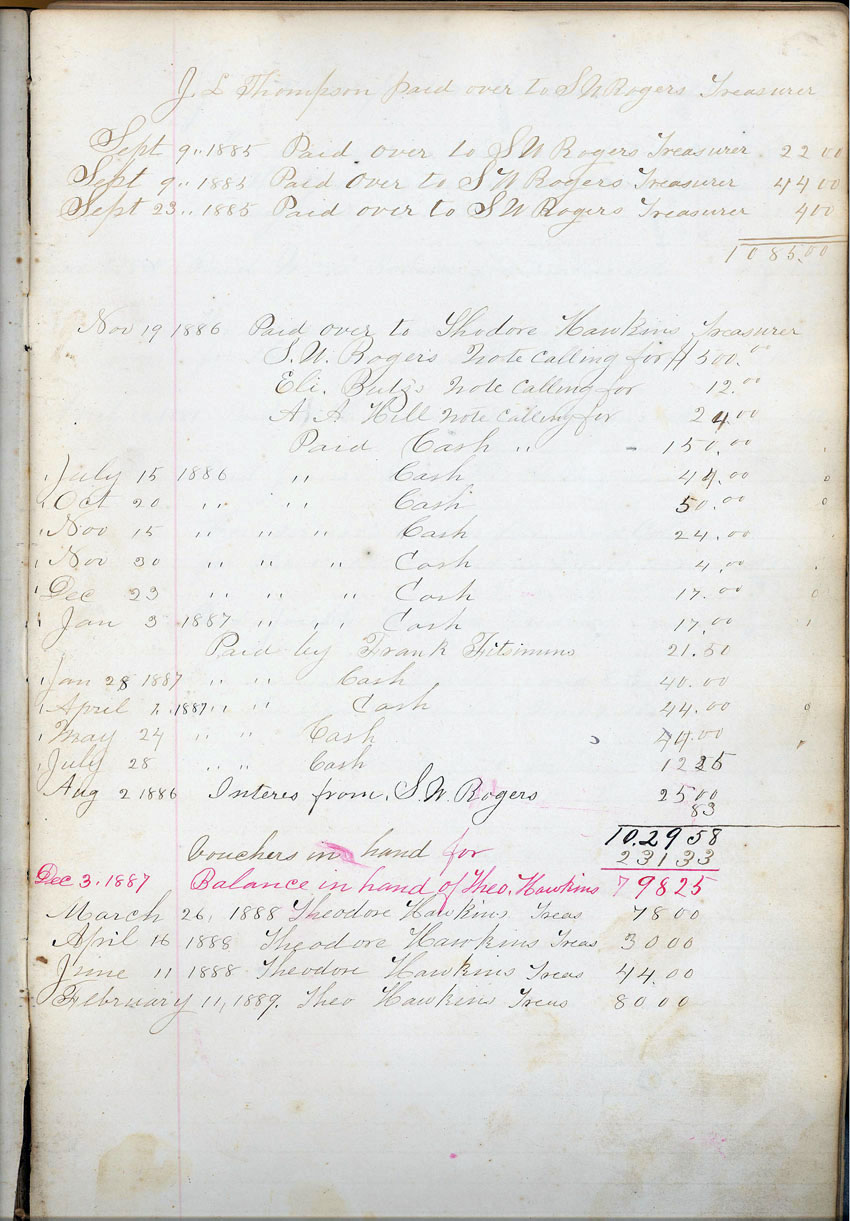 J. L Thompson Paid over to S W Rogers Treasurer
Sept 9.. 1885 Paid over to S W Rogers Treasurer 22 00
Sept 9.. 1885 Paid over to S W Rogers Treasurer 44 00
Sept 23.. 1885 Paid over to S W Rogers Treasurer 4 00
1085.00
Nov 19 1886 Paid over to Thodore Hawkins Treasurer
S. W. Rogers Note calling for 500.00
Eli. Note calling for 12.00
A. A Hill Note calling for 24.00
Paid Cash " - 150.00
July 15 1886 " Cash 44.00
Oct 20 " " Cash 50.00
Nov 15 " " " Cash 24.00
Nov 30 " " " Cash 4.00
Dec 23 " " " Cash 17.00
Jan 3 1887 " " Cash 17.00
Paid by Frank Fitsimins 21.50
Jan 28 1887 " " Cash 40.00
April 1887 " " Cash 44.00
May 24 " " Cash 44.00
July 28 " " Cash 12 25
Aug 2 1886 Interes from. S. W. Rogers 25 00
83
10.29 58
Vouchers in hand for 231 33
Dec 3. 1887 Balance in hand of Theo. Hawkins 798 25
March 26, 1888 Theodore Hawkins Treas 78 00
April 16 1888 Theodore Hawkins Treas 30 00
June 11 1888 Theodore Hawkins Treas 44.00
February 11, 1889. Theo Hawkins Treas 80 00